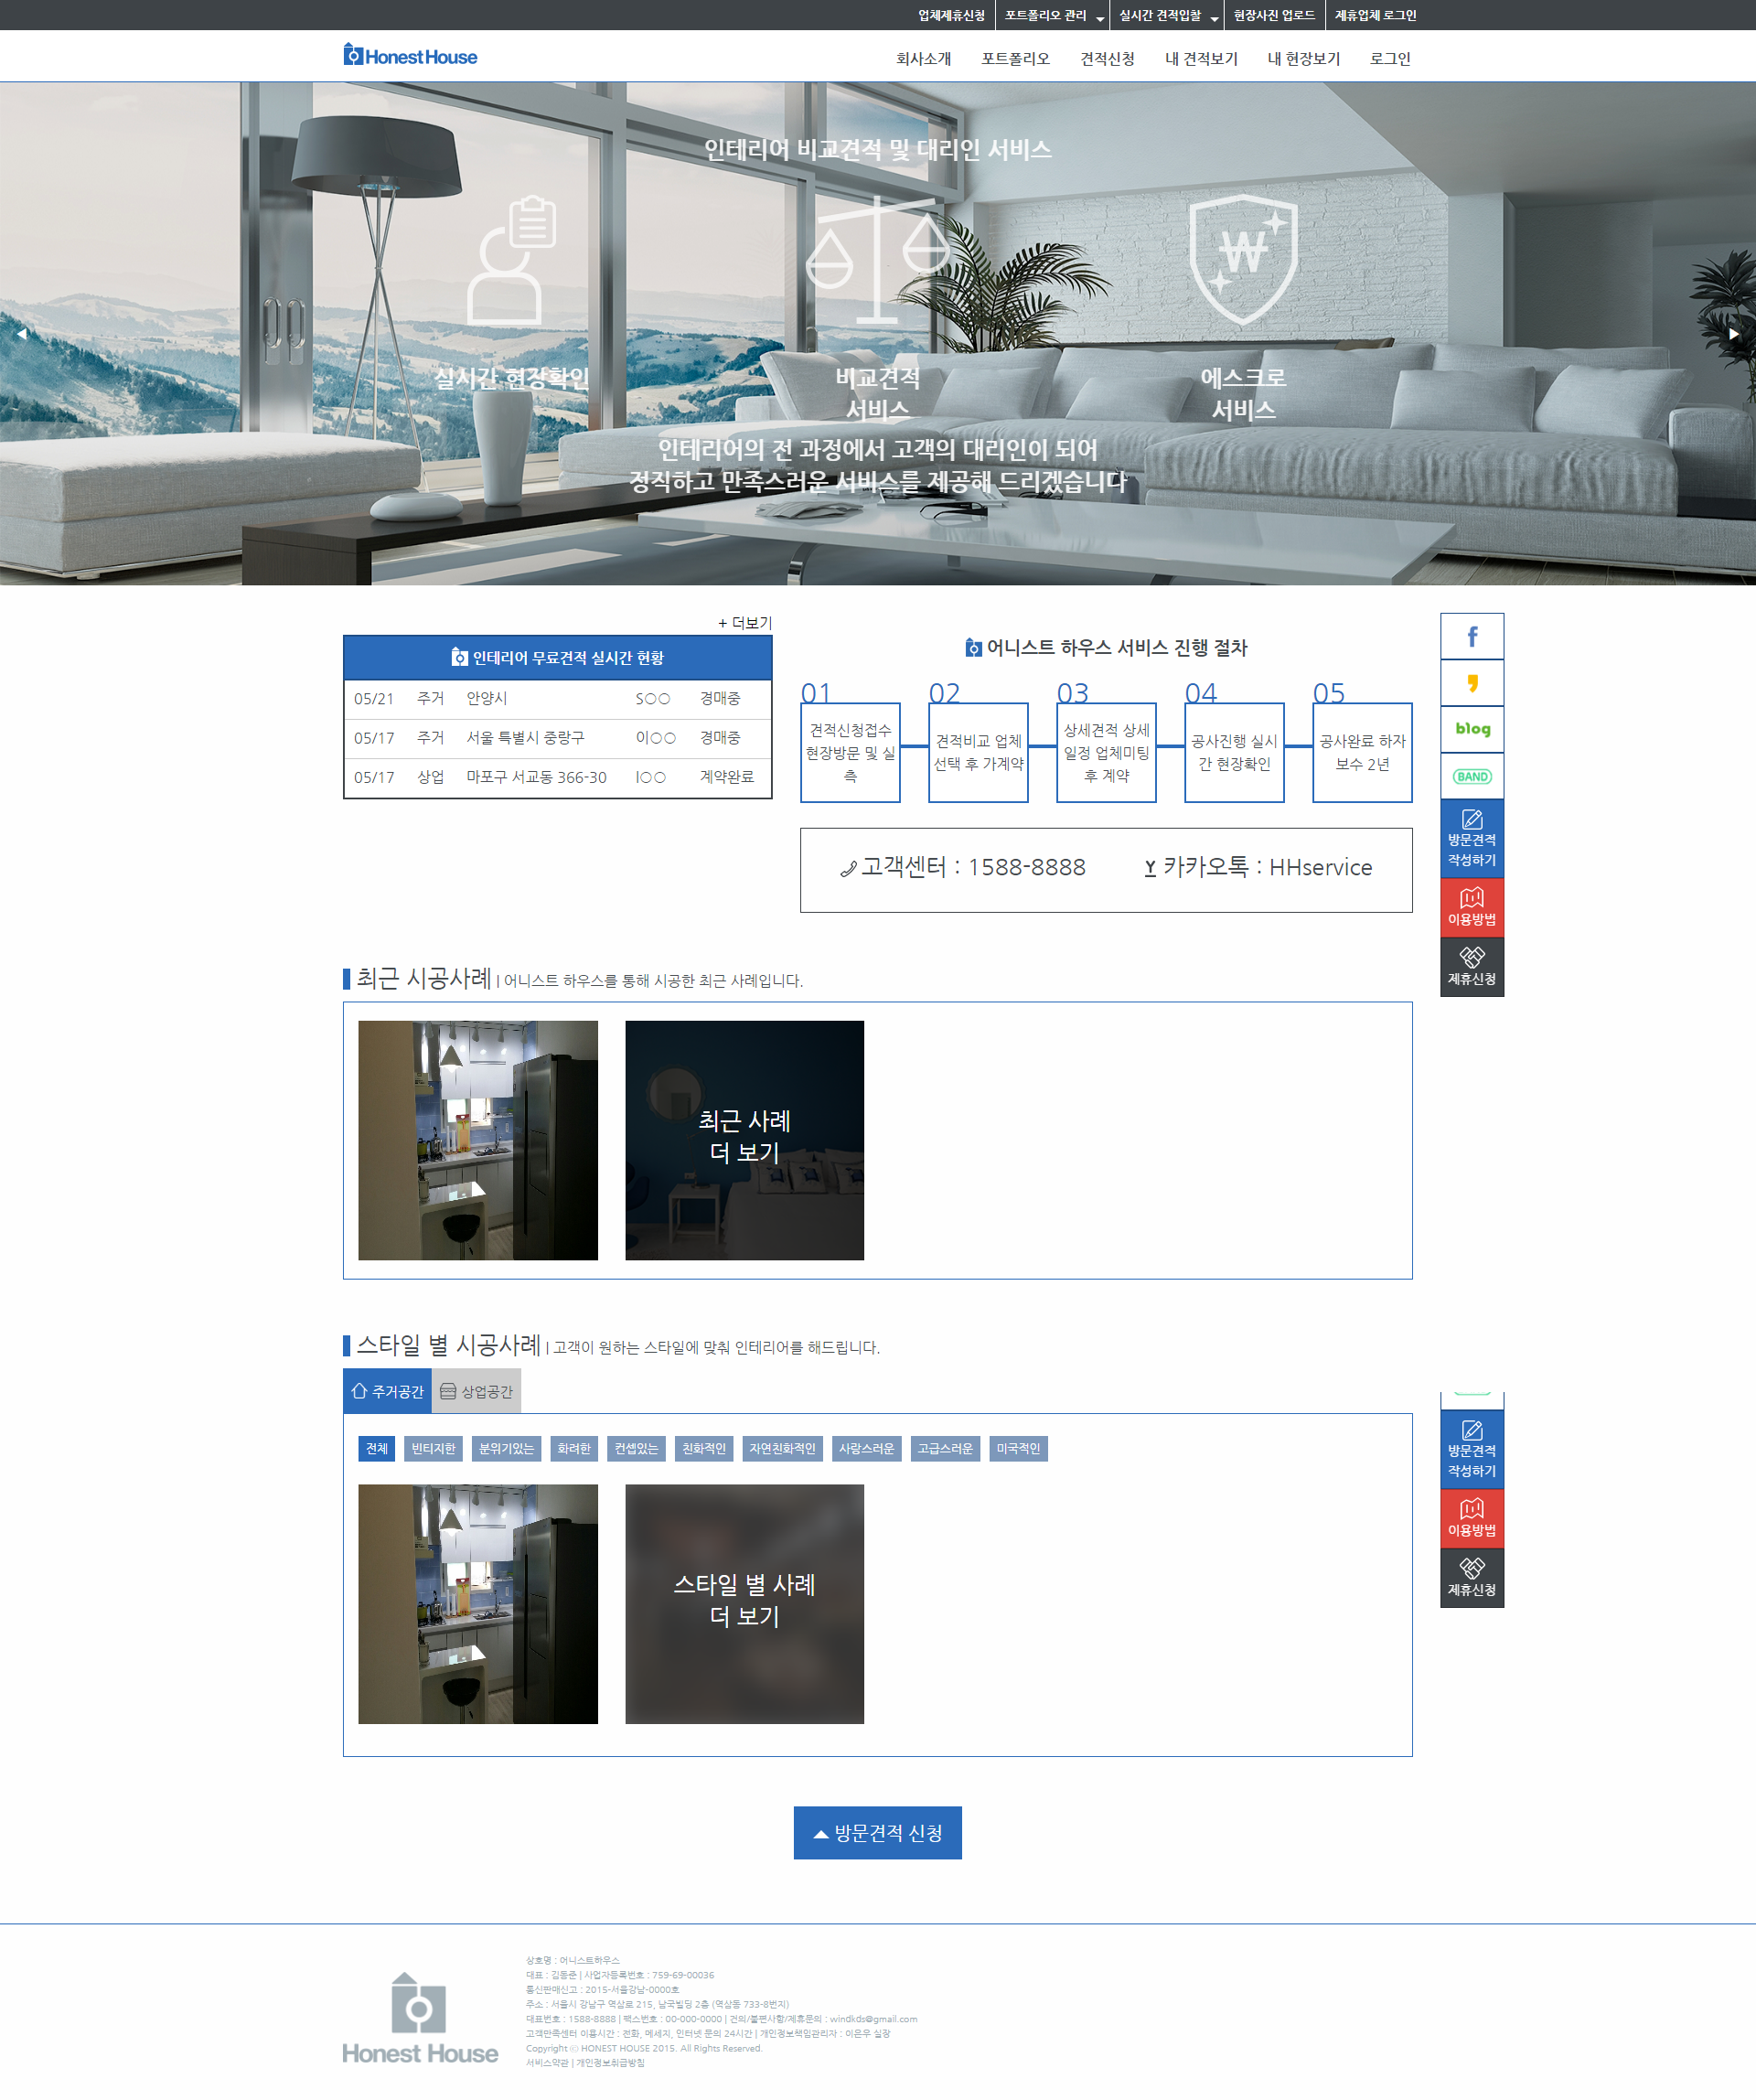 업체제휴신청 포트폴리오 관리 실시간 견적입찰 현장사진 업로드 제휴업체 로그인
Honest House 회사소개 포트폴리오 견적신청 내 견적보기 내 현장보기 로그인
인테리어 비교견적 및 대리인 서비스
실시간 현장확인
비교견적
서비스
에스크로
서비스
인테리어의 전 과정에서 고객의 대리인이 되어
정직하고 만족스러운 서비스를 제공해 드리겠습니다
+ 더보기
인테리어 무료견적 실시간 현황
05/21 주거 안양시 S○○ 경매중
05/17 주거 서울 특별시 중랑구 이○○ 경매중
05/17 상업 마포구 서교동 366-30 l○○ 계약완료
어니스트 하우스 서비스 진행 절차
01
견적신청접수
현장방문 및 실
측
02
견적비교 업체
선택 후 가계약
03
상세견적 상세
일정 업체미팅
후 계약
04
공사진행 실시
간 현장확인
05
공사완료 하자
보수 2년
고객센터 : 1588-8888 카카오톡 : HHservice
f
blog
BAND
방문견적
작성하기
이용방법
제휴신청
최근 시공사례 | 어니스트 하우스를 통해 시공한 최근 사례입니다.
최근 사례
더 보기
스타일 별 시공사례 | 고객이 원하는 스타일에 맞춰 인테리어를 해드립니다.
주거공간 상업공간
전체 빈티지한 분위기있는 화려한 컨셉있는 친화적인 자연친화적인 사랑스러운 고급스러운 미국적인
스타일 별 사례
더 보기
방문견적
작성하기
이용방법
제휴신청
방문견적 신청
Honest House
상호명 : 어니스트하우스
대표 : 김동준 | 사업자등록번호 : 759-69-00036
통신판매신고 : 2015-서울강남-0000호
주소 : 서울시 강남구 역삼로 215, 남국빌딩 2층 (역삼동 733-8번지)
대표번호 : 1588-8888 | 팩스번호 : 00-000-0000 | 건의/불편사항/제휴문의 : windkds@gmail.com
고객만족센터 이용시간 : 전화, 메세지, 인터넷 문의 24시간 | 개인정보책임관리자 : 이은우 실장
Copyright ⓒ HONEST HOUSE 2015. All Rights Reserved.
서비스약관 | 개인정보취급방침